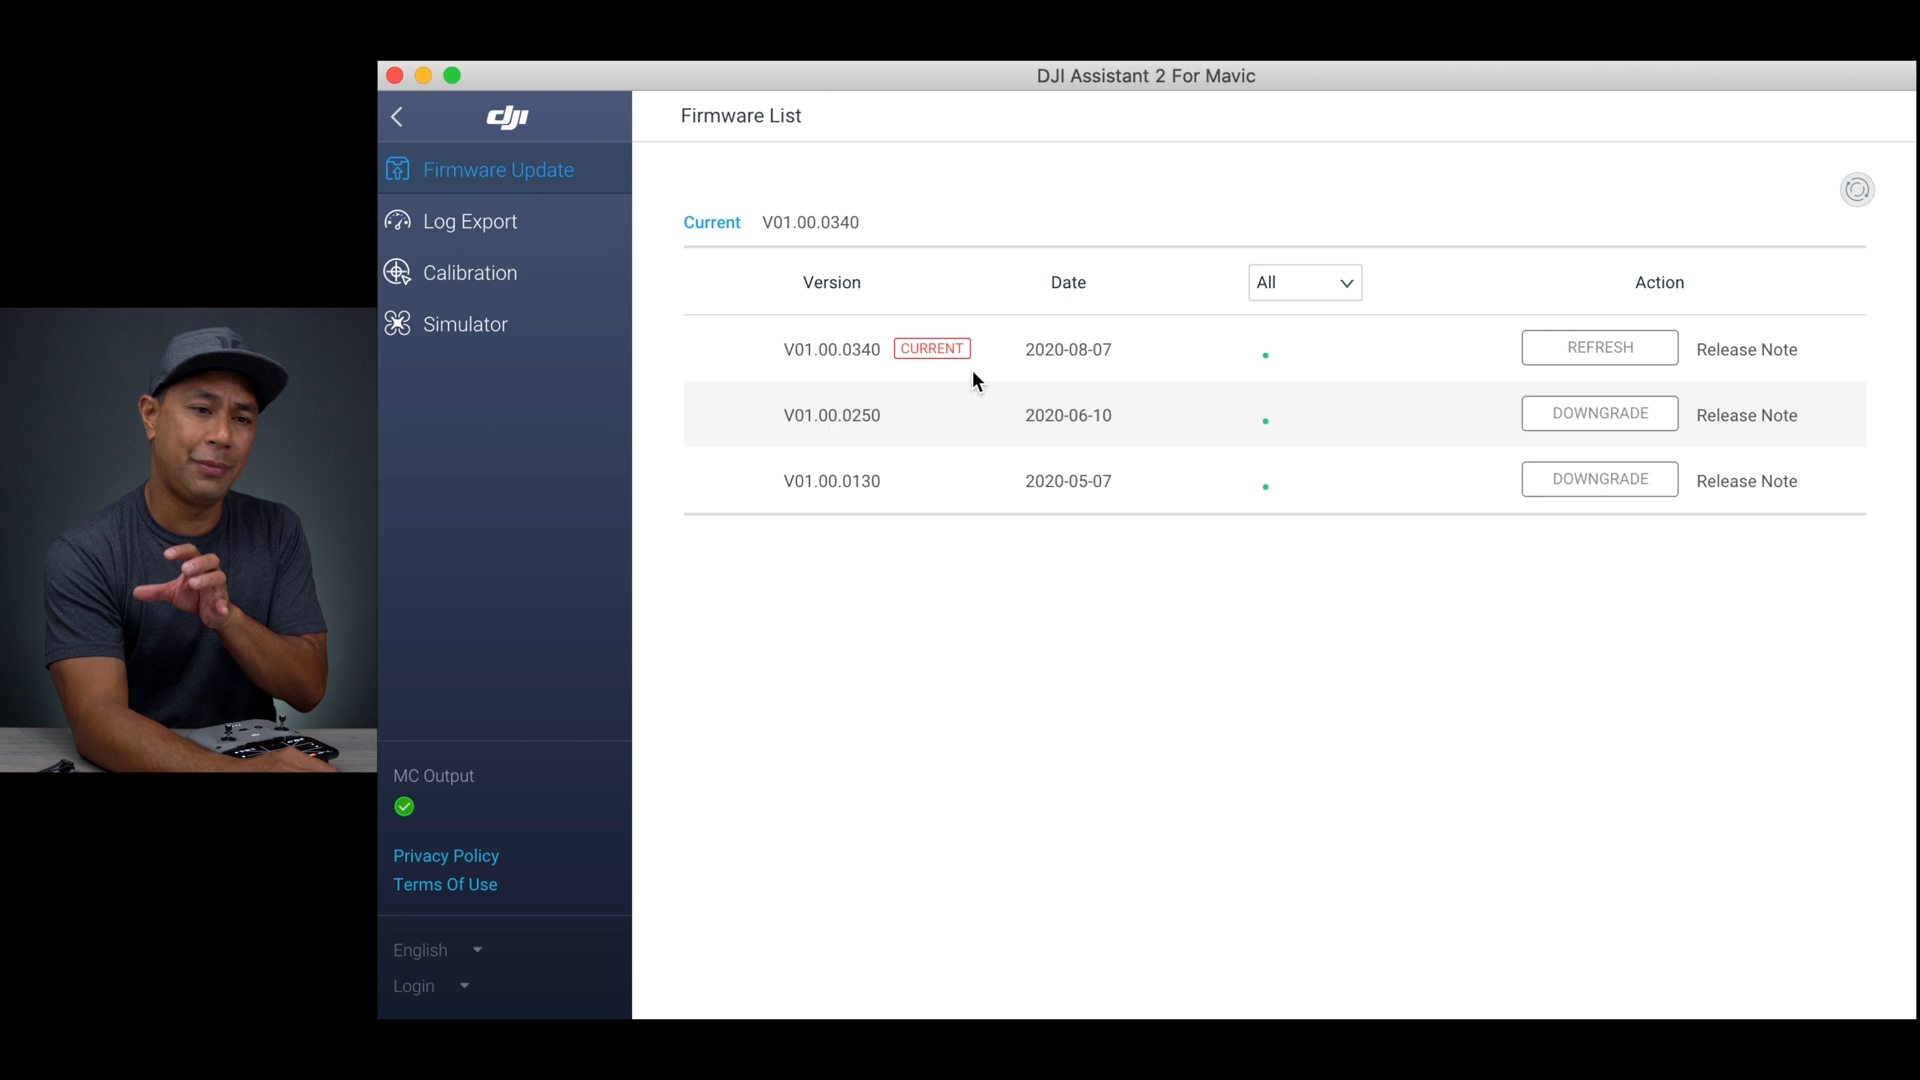 DJI Assistant 2 For Mavic
dji
Firmware List
Firmware Update
Log Export
Calibration
Simulator
Current V01.00.0340
Version Date All Action
V01.00.0340 CURRENT 2020-08-07 REFRESH Release Note
V01.00.0250 2020-06-10 DOWNGRADE Release Note
V01.00.0130 2020-05-07 DOWNGRADE Release Note
MC Output
Privacy Policy
Terms Of Use
English
Login